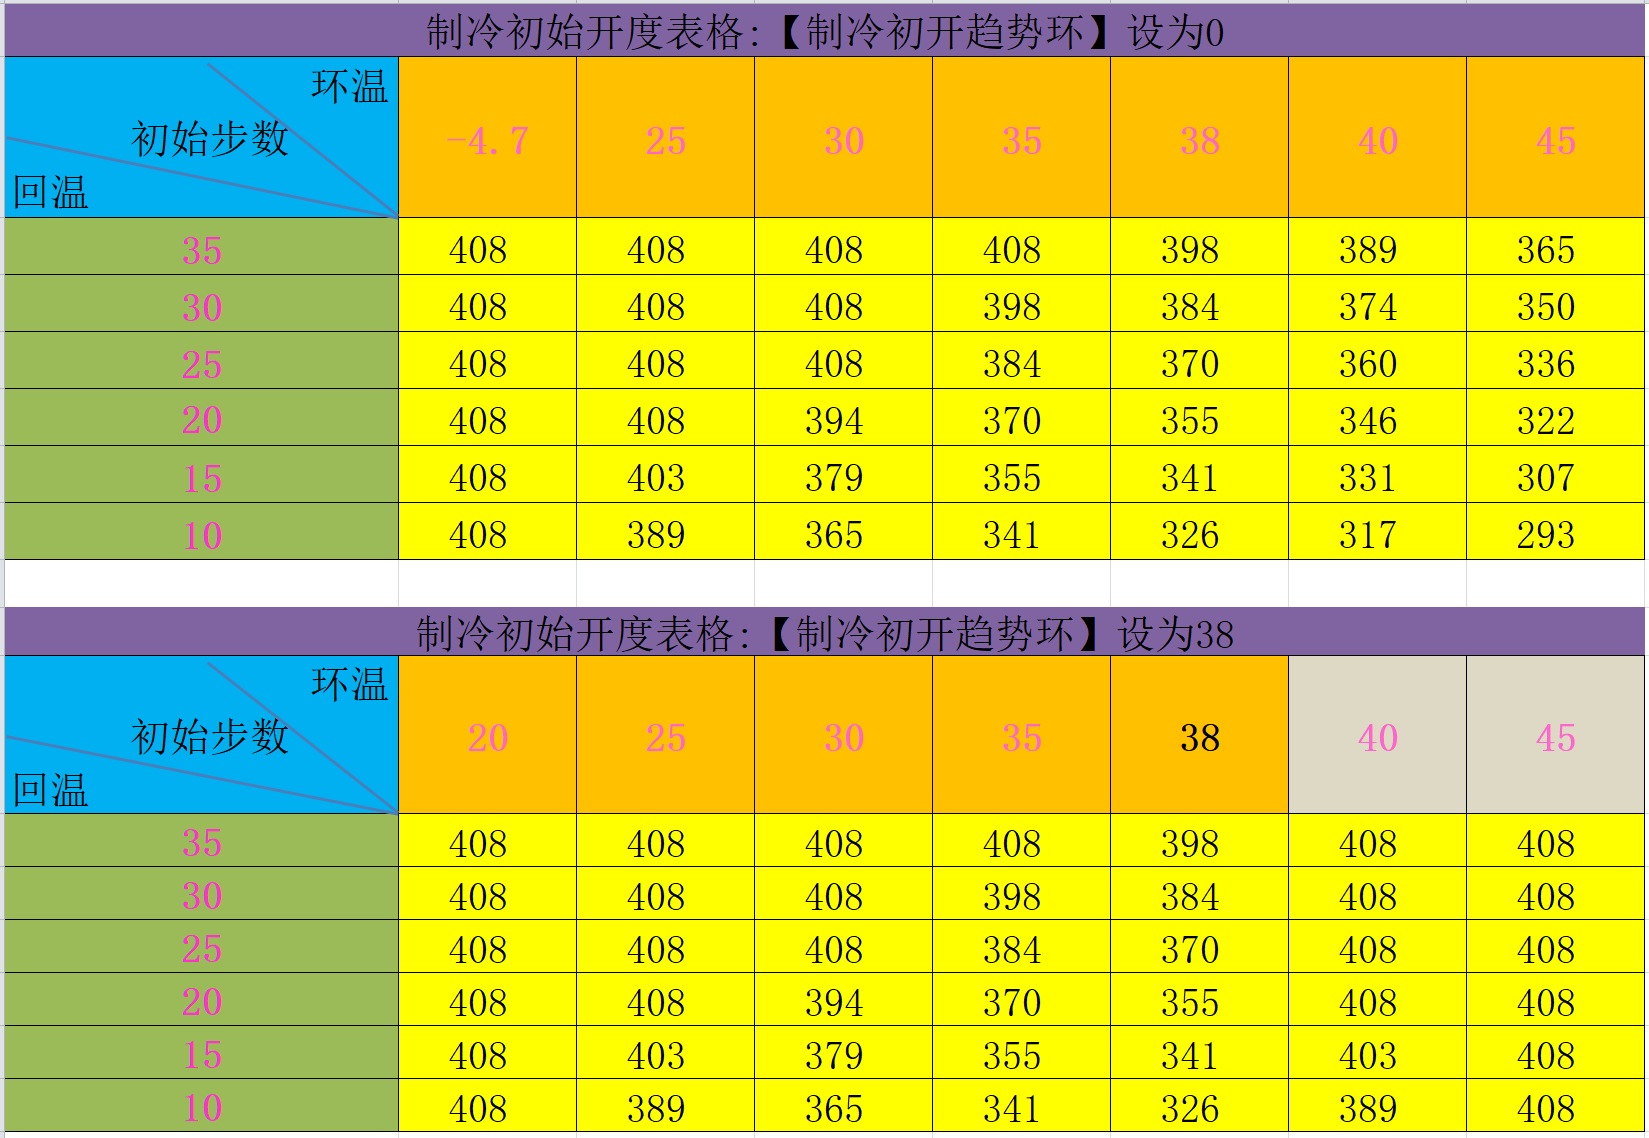 制冷初始开度表格:【制冷初开趋势环】设为0
环温
初始步数
回温
-4.7 25 30 35 38 40 45
35 408 408 408 408 398 389 365
30 408 408 408 398 384 374 350
25 408 408 408 384 370 360 336
20 408 408 394 370 355 346 322
15 408 403 379 355 341 331 307
10 408 389 365 341 326 317 293
制冷初始开度表格:【制冷初开趋势环】设为38
环温
初始步数
回温
20 25 30 35 38 40 45
35 408 408 408 408 398 408 408
30 408 408 408 398 384 408 408
25 408 408 408 384 370 408 408
20 408 408 394 370 355 408 408
15 408 403 379 355 341 403 408
10 408 389 365 341 326 389 408